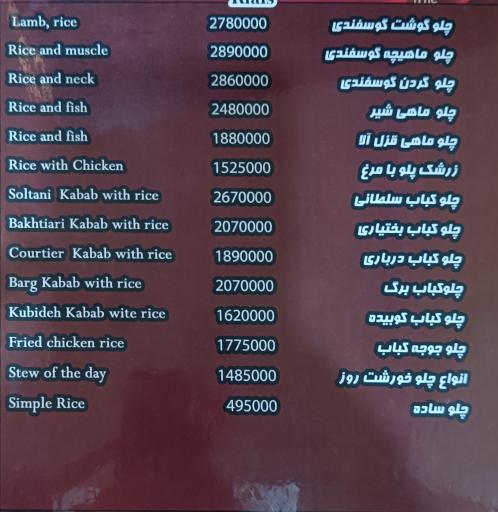 Rials
Lamb, rice 2780000 چلو گوشت گوسفندی
Rice and muscle 2890000 چلو ماهیچه گوسفندی
Rice and neck 2860000 چلو گردن گوسفندی
Rice and fish 2480000 چلو ماهی شیر
Rice and fish 1880000 چلو ماهی قزل آلا
Rice with Chicken 1525000 زرشک پلو با مرغ
Soltani Kabab with rice 2670000 چلو کباب سلطانی
Bakhtiari Kabab with rice 2070000 چلو کباب بختیاری
Courtier Kabab with rice 1890000 چلو کباب درباری
Barg Kabab with rice 2070000 چلوکباب برگ
Kubideh Kabab wite rice 1620000 چلو کباب کوبیده
Fried chicken rice 1775000 چلو جوجه کباب
Stew of the day 1485000 انواع چلو خورشت روز
Simple Rice 495000 چلو ساده